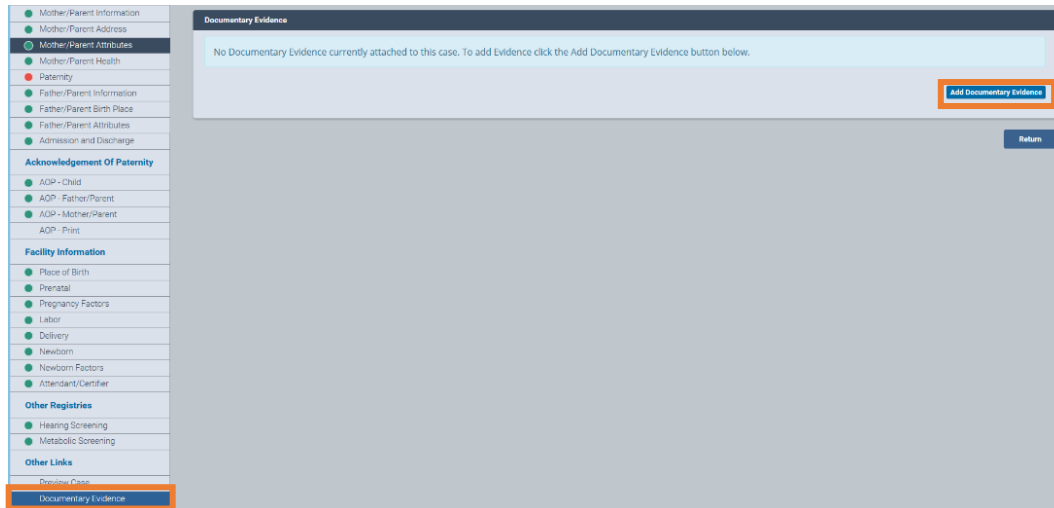 Mother/Parent Information
Mother/Parent Address
Mother/Parent Attributes
Mother/Parent Health
Paternity
Father/Parent Information
Father/Parent Birth Place
Father/Parent Attributes
Admission and Discharge
Acknowledgement Of Paternity
AOP - Child
AOP - Father/Parent
AOP - Mother/Parent
AOP - Print
Facility Information
Place of Birth
Prenatal
Pregnancy Factors
Labor
Delivery
Newborn
Newborn Factors
Attendant/Certifier
Other Registries
Hearing Screening
Metabolic Screening
Other Links
Preview Case
Documentary Evidence
Documentary Evidence
No Documentary Evidence currently attached to this case. To add Evidence click the Add Documentary Evidence button below.
Add Documentary Evidence
Return